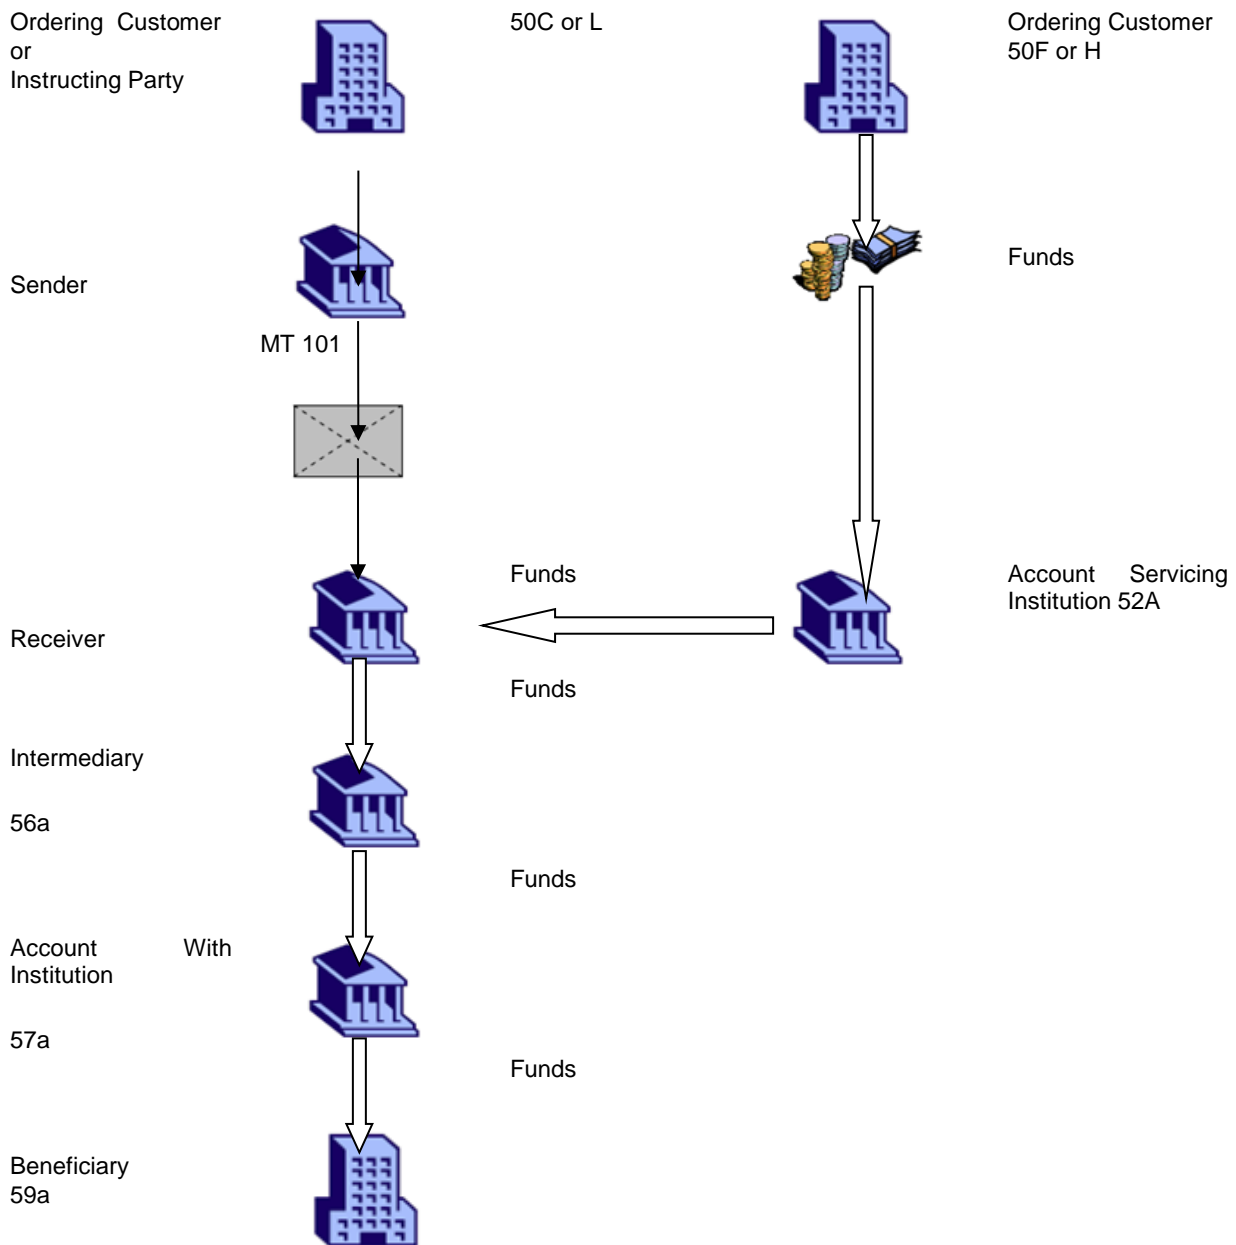 Ordering Customer
or
Instructing Party
50C or L
Ordering Customer
50F or H
Funds
Sender
MT 101
Funds
Account Servicing
Institution 52A
Receiver
Funds
Intermediary
56a
Funds
Account With
Institution
57a
Funds
Beneficiary
59a